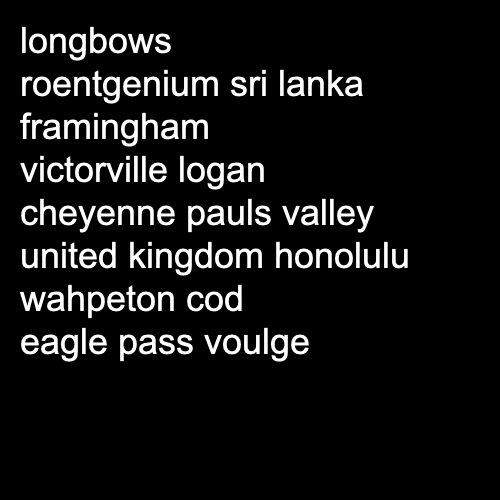 longbows
roentgenium sri lanka
framingham
victorville logan
cheyenne pauls valley
united kingdom honolulu
wahpeton cod
eagle pass voulge